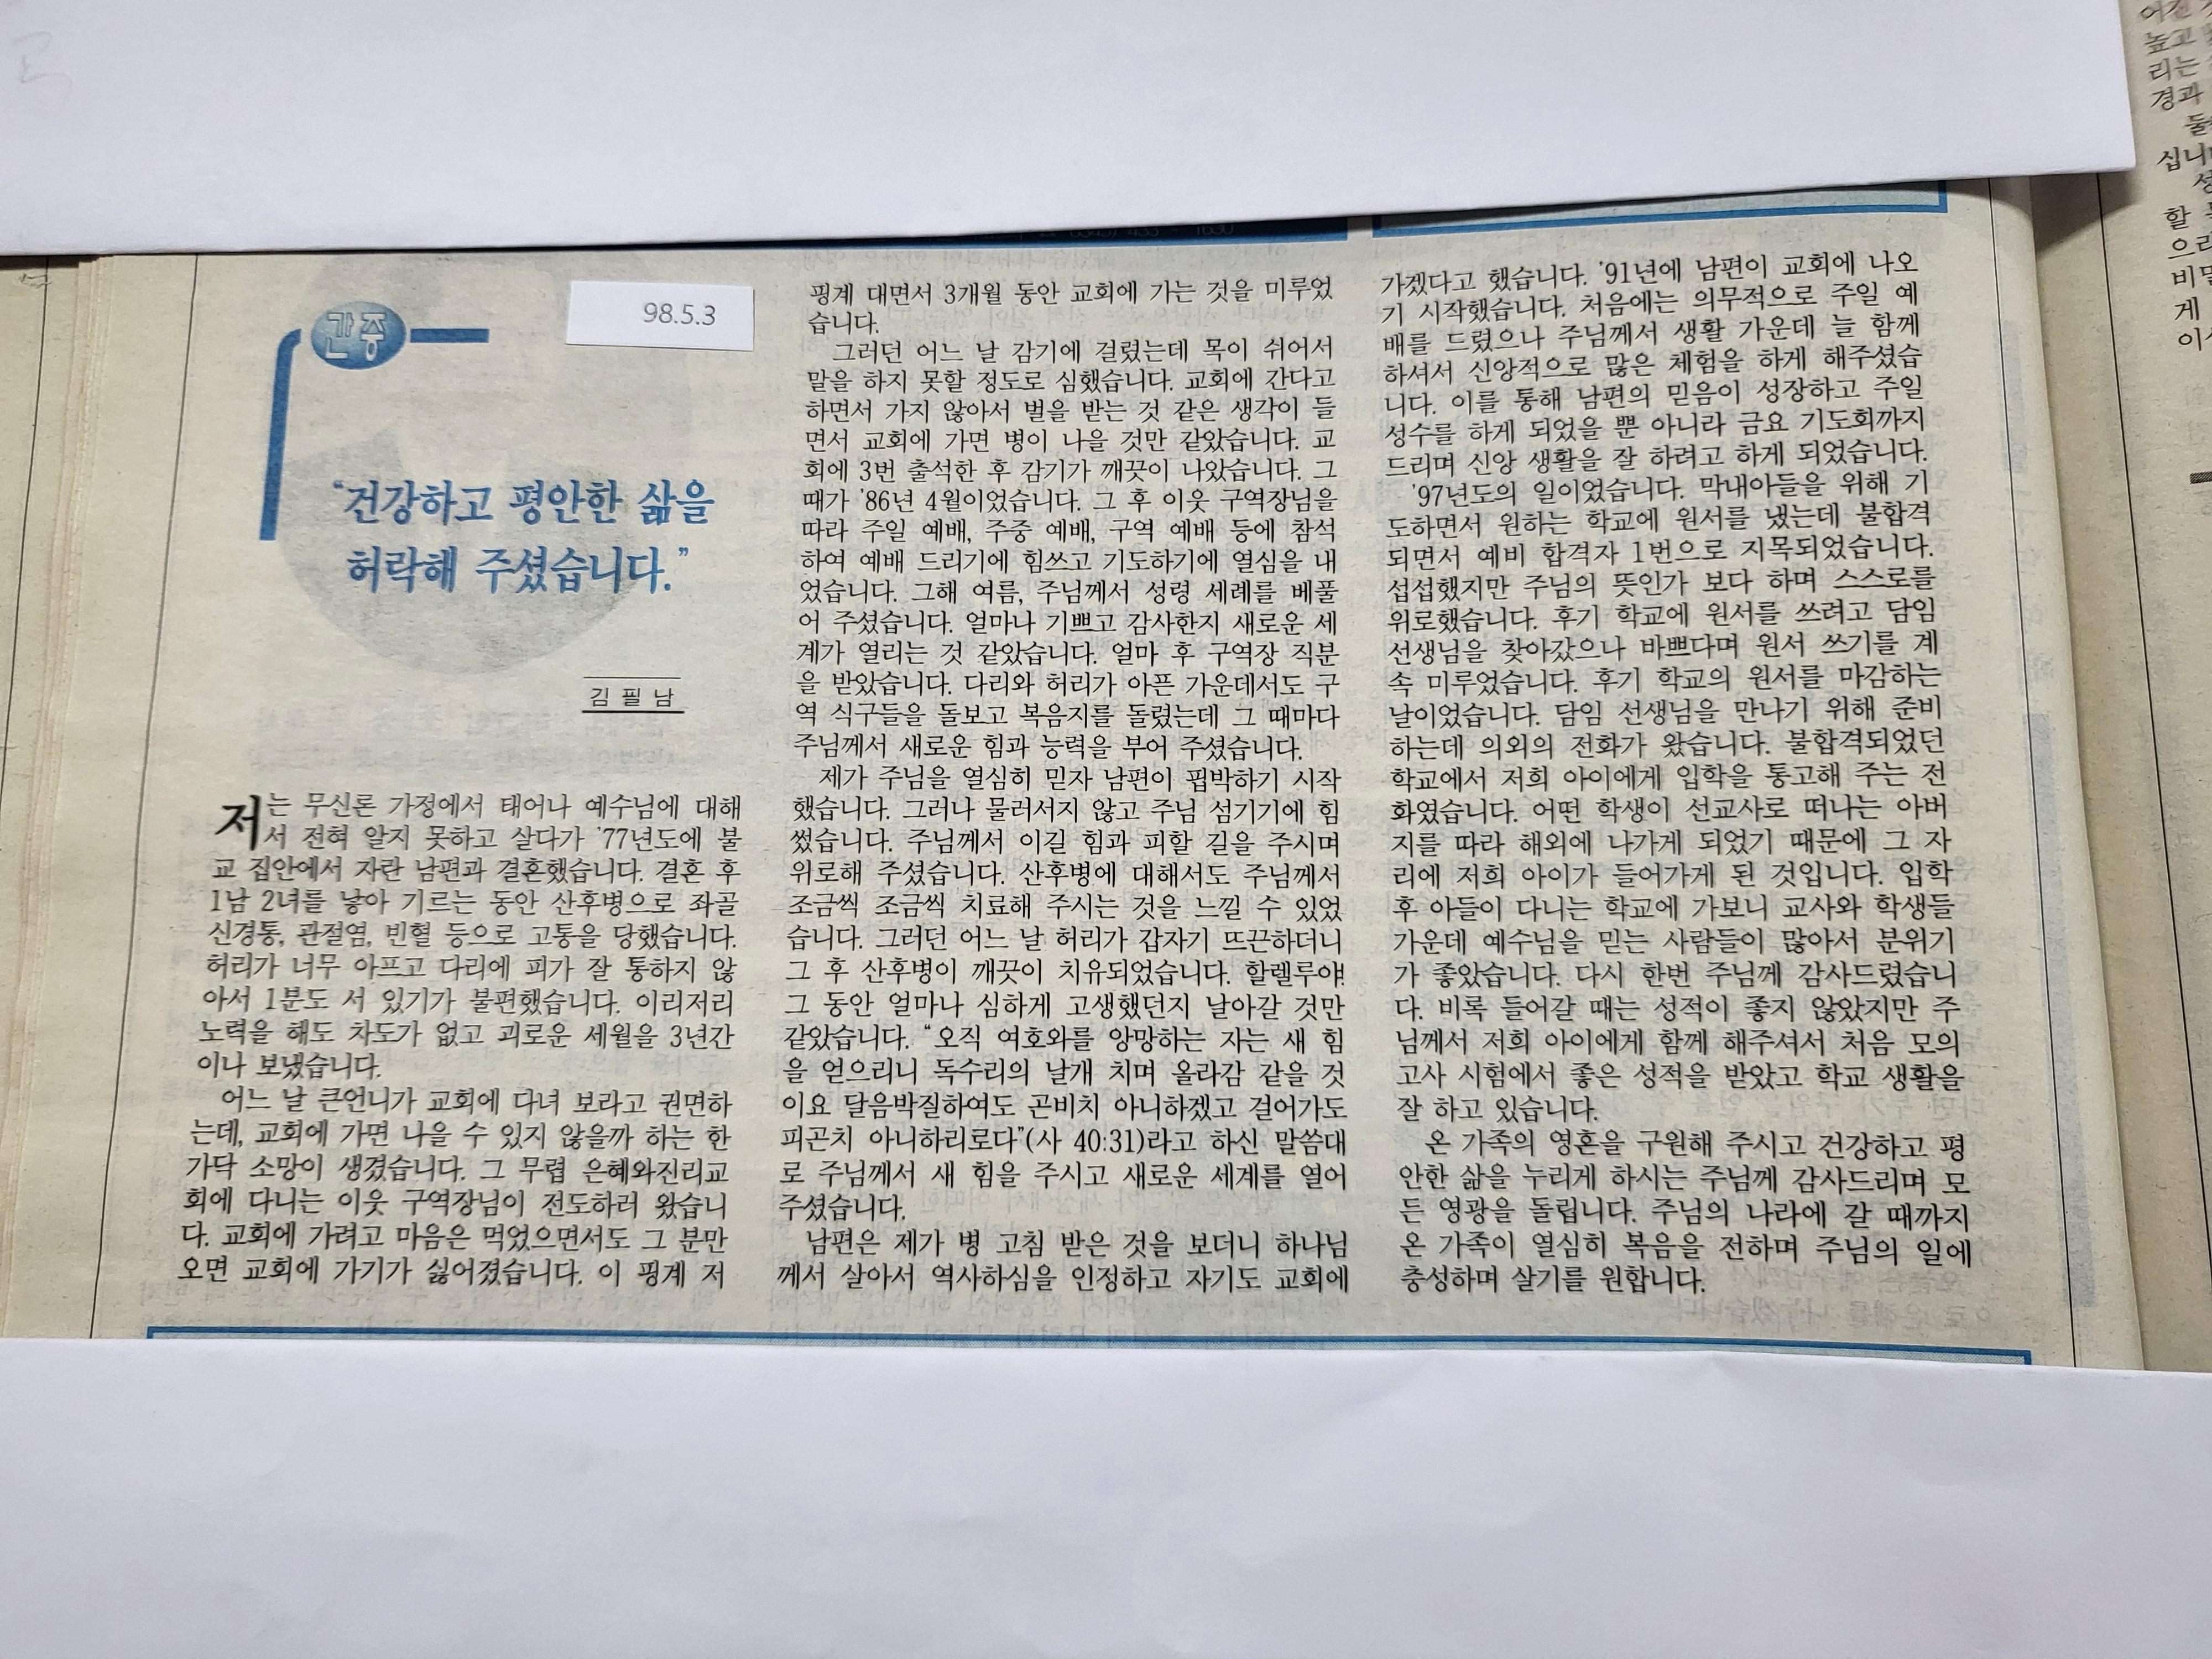 간증
98.5.3
“건강하고 평안한 삶을
허락해 주셨습니다.”
김필남
저는 무신론 가정에서 태어나 예수님에 대해
서 전혀 알지 못하고 살다가 '77년도에 불
교 집안에서 자란 남편과 결혼했습니다. 결혼 후
1남 2녀를 낳아 기르는 동안 산후병으로 좌골
신경통, 관절염, 빈혈 등으로 고통을 당했습니다.
허리가 너무 아프고 다리에 피가 잘 통하지 않
아서 1분도 서 있기가 불편했습니다. 이리저리
노력을 해도 차도가 없고 괴로운 세월을 3년간
이나 보냈습니다.
어느 날 큰언니가 교회에 다녀 보라고 권면하
는데, 교회에 가면 나을 수 있지 않을까 하는 한
가닥 소망이 생겼습니다. 그 무렵 은혜와진리교
회에 다니는 이웃 구역장님이 전도하러 왔습니
다. 교회에 가려고 마음은 먹었으면서도 그 분만
오면 교회에 가기가 싫어졌습니다. 이 핑계 저
핑계 대면서 3개월 동안 교회에 가는 것을 미루었
습니다.
그러던 어느 날 감기에 걸렸는데 목이 쉬어서
말을 하지 못할 정도로 심했습니다. 교회에 간다고
하면서 가지 않아서 벌을 받는 것 같은 생각이 들
면서 교회에 가면 병이 나을 것만 같았습니다. 교
회에 3번 출석한 후 감기가 깨끗이 나았습니다. 그
때가 '86년 4월이었습니다. 그 후 이웃 구역장님을
따라 주일 예배, 주중 예배, 구역 예배 등에 참석
하여 예배 드리기에 힘쓰고 기도하기에 열심을 내
었습니다. 그해 여름, 주님께서 성령 세례를 베풀
어 주셨습니다. 얼마나 기쁘고 감사한지 새로운 세
계가 열리는 것 같았습니다. 얼마 후 구역장 직분
을 받았습니다. 다리와 허리가 아픈 가운데서도 구
역 식구들을 돌보고 복음지를 돌렸는데 그 때마다
주님께서 새로운 힘과 능력을 부어 주셨습니다.
제가 주님을 열심히 믿자 남편이 핍박하기 시작
했습니다. 그러나 물러서지 않고 주님 섬기기에 힘
썼습니다. 주님께서 이길 힘과 피할 길을 주시며
위로해 주셨습니다. 산후병에 대해서도 주님께서
조금씩 조금씩 치료해 주시는 것을 느낄 수 있었
습니다. 그러던 어느 날 허리가 갑자기 뜨끈하더니
그 후 산후병이 깨끗이 치유되었습니다. 할렐루야!
그 동안 얼마나 심하게 고생했던지 날아갈 것만
같았습니다. “오직 여호와를 앙망하는 자는 새 힘
을 얻으리니 독수리의 날개 치며 올라감 같을 것
이요 달음박질하여도 곤비치 아니하겠고 걸어가도
피곤치 아니하리로다”(사 40:31)라고 하신 말씀대
로 주님께서 새 힘을 주시고 새로운 세계를 열어
주셨습니다.
남편은 제가 병 고침 받은 것을 보더니 하나님
께서 살아서 역사하심을 인정하고 자기도 교회에
가겠다고 했습니다. '91년에 남편이 교회에 나오
기 시작했습니다. 처음에는 의무적으로 주일 예
배를 드렸으나 주님께서 생활 가운데 늘 함께
하셔서 신앙적으로 많은 체험을 하게 해주셨습
니다. 이를 통해 남편의 믿음이 성장하고 주일
성수를 하게 되었을 뿐 아니라 금요 기도회까지
드리며 신앙 생활을 잘 하려고 하게 되었습니다.
'97년도의 일이었습니다. 막내아들을 위해 기
도하면서 원하는 학교에 원서를 냈는데 불합격
되면서 예비 합격자 1번으로 지목되었습니다.
섭섭했지만 주님의 뜻인가 보다 하며 스스로를
위로했습니다. 후기 학교에 원서를 쓰려고 담임
선생님을 찾아갔으나 바쁘다며 원서 쓰기를 계
속 미루었습니다. 후기 학교의 원서를 마감하는
날이었습니다. 담임 선생님을 만나기 위해 준비
하는데 의외의 전화가 왔습니다. 불합격되었던
학교에서 저희 아이에게 입학을 통고해 주는 전
화였습니다. 어떤 학생이 선교사로 떠나는 아버
지를 따라 해외에 나가게 되었기 때문에 그 자
리에 저희 아이가 들어가게 된 것입니다. 입학
후 아들이 다니는 학교에 가보니 교사와 학생들
가운데 예수님을 믿는 사람들이 많아서 분위기
가 좋았습니다. 다시 한번 주님께 감사드렸습니
다. 비록 들어갈 때는 성적이 좋지 않았지만 주
님께서 저희 아이에게 함께 해주셔서 처음 모의
고사 시험에서 좋은 성적을 받았고 학교 생활을
잘 하고 있습니다.
온 가족의 영혼을 구원해 주시고 건강하고 평
안한 삶을 누리게 하시는 주님께 감사드리며 모
든 영광을 돌립니다. 주님의 나라에 갈 때까지
온 가족이 열심히 복음을 전하며 주님의 일에
충성하며 살기를 원합니다.
높고
리는
경과
십니
할
으리
게